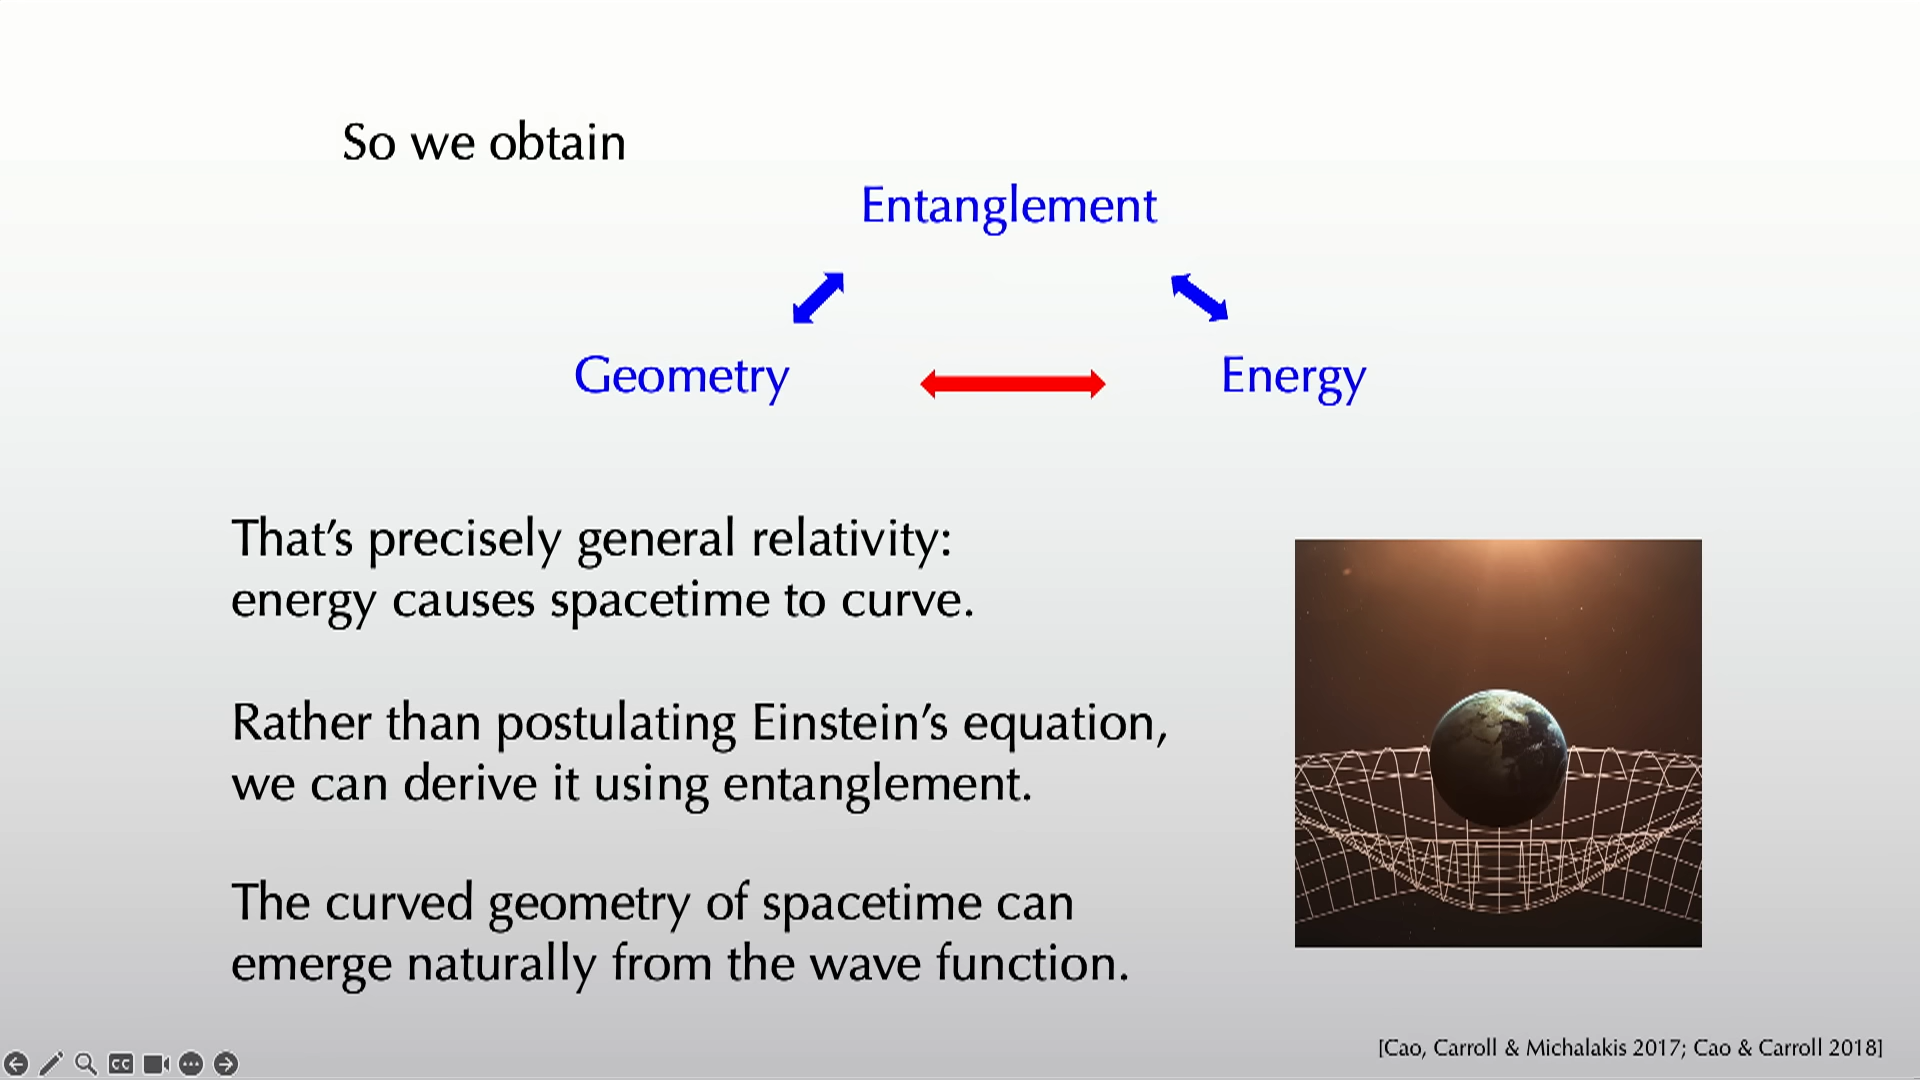 So we obtain
Entanglement
Geometry
Energy
That’s precisely general relativity:
energy causes spacetime to curve.
Rather than postulating Einstein’s equation,
we can derive it using entanglement.
The curved geometry of spacetime can
emerge naturally from the wave function.
[Cao, Carroll & Michalakis 2017; Cao & Carroll 2018]
CC